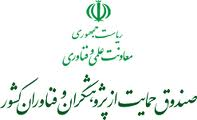 ریاست جمهوری
معاونت علمی و فناوری
صندوق حمایت از پژوهشگران و فناوران کشور